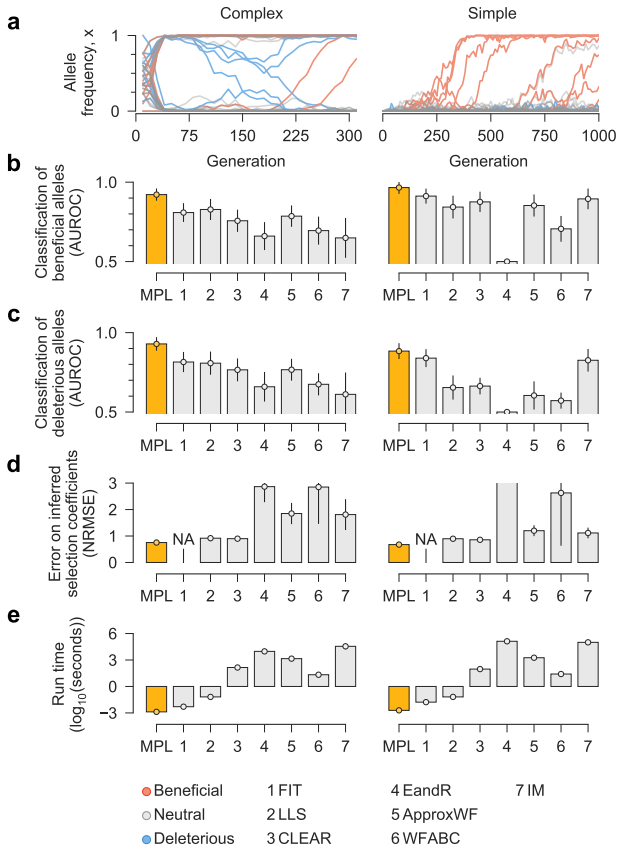 a
Complex
Simple
Allele
frequency, x
1
0
0 75 150 225 300
0 250 500 750 1000
Generation
Generation
b
Classification of
beneficial alleles
(AUROC)
1.0
0.5
MPL 1 2 3 4 5 6 7
MPL 1 2 3 4 5 6 7
c
Classification of
deleterious alleles
(AUROC)
1.0
0.5
MPL 1 2 3 4 5 6 7
MPL 1 2 3 4 5 6 7
d
Error on inferred
selection coefficients
(NRMSE)
3
2
1
0
NA
NA
MPL 1 2 3 4 5 6 7
MPL 1 2 3 4 5 6 7
e
Run time
(log10(seconds))
6
3
0
−3
MPL 1 2 3 4 5 6 7
MPL 1 2 3 4 5 6 7
Beneficial 1 FIT 4 EandR 7 IM
Neutral 2 LLS 5 ApproxWF
Deleterious 3 CLEAR 6 WFABC